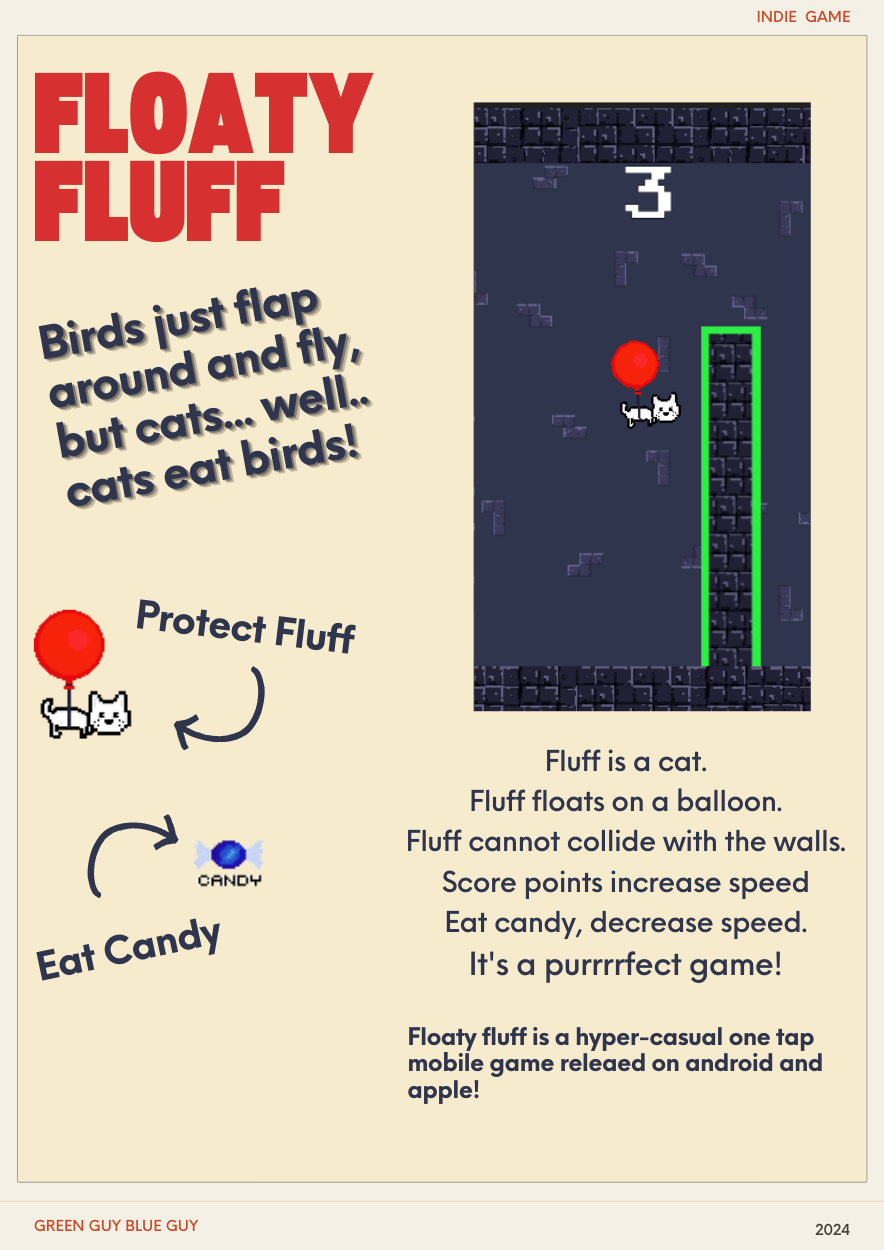 INDIE GAME
FLOATY
FLUFF
Birds just flap
around and fly,
but cats... well..
cats eat birds!
3
Protect Fluff
CANDY
Eat Candy
Fluff is a cat.
Fluff floats on a balloon.
Fluff cannot collide with the walls.
Score points increase speed
Eat candy, decrease speed.
It's a purrrrfect game!
Floaty fluff is a hyper-casual one tap
mobile game releaed on android and
apple!
GREEN GUY BLUE GUY
2024